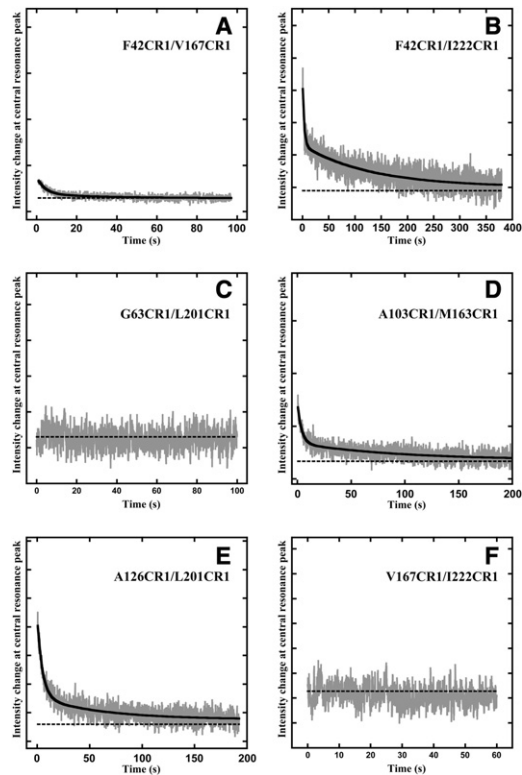 A
F42CR1/V167CR1
Intensity change at central resonance peak
0 20 40 60 80 100
Time (s)
B
F42CR1/I222CR1
Intensity change at central resonance peak
0 50 100 150 200 250 300 350 400
Time (s)
C
G63CR1/L201CR1
Intensity change at central resonance peak
0 20 40 60 80 100
Time (s)
D
A103CR1/M163CR1
Intensity change at central resonance peak
0 50 100 150 200
Time (s)
E
A126CR1/L201CR1
Intensity change at central resonance peak
0 50 100 150 200
Time (s)
F
V167CR1/I222CR1
Intensity change at central resonance peak
0 10 20 30 40 50 60
Time (s)